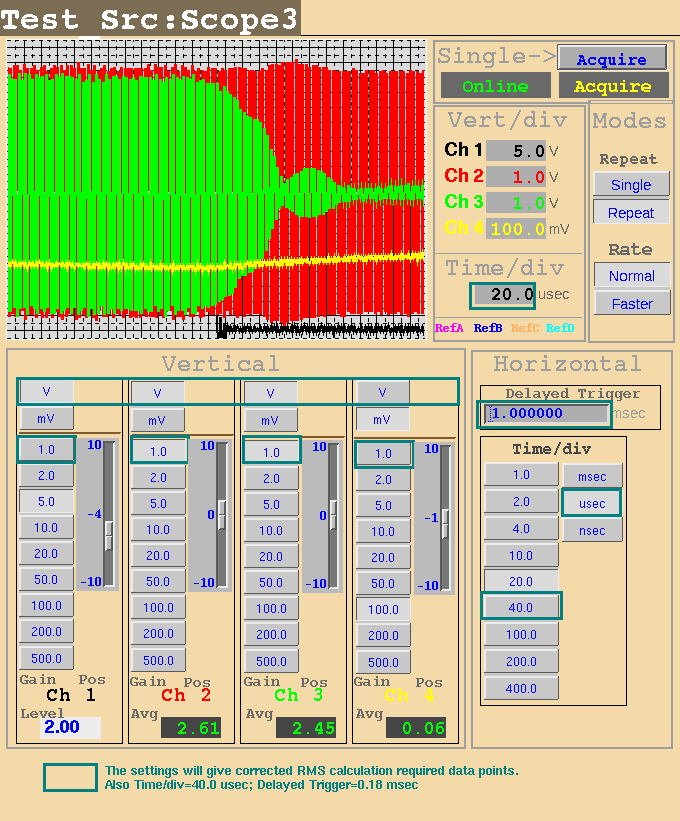 Test_Src:Scope3
Single-> Acquire
Online Acquire
Vert/div
Ch 1 5.0 V
Ch 2 1.0 V
Ch 3 1.0 V
Ch 4 100.0 mV
Time/div
20.0 usec
RefA RefB RefC RefD
Modes
Repeat
Single
Repeat
Rate
Normal
Faster
Vertical
V V V V
mV mV mV mV
1.0 10 1.0 10 1.0 10 1.0 10
2.0 2.0 2.0 2.0
5.0 -4 5.0 0 5.0 0 5.0 -1
10.0 10.0 10.0 10.0
20.0 20.0 20.0 20.0
50.0 -10 50.0 -10 50.0 -10 50.0 -10
100.0 100.0 100.0 100.0
200.0 200.0 200.0 200.0
500.0 500.0 500.0 500.0
Gain Pos Gain Pos Gain Pos Gain Pos
Ch 1 Ch 2 Ch 3 Ch 4
Level Avg Avg Avg
2.00 2.61 2.45 0.06
Horizontal
Delayed Trigger
1.000000 msec
Time/div
1.0 msec
2.0 usec
4.0 nsec
10.0
20.0
40.0
100.0
200.0
400.0
The settings will give corrected RMS calculation required data points.
Also Time/div=40.0 usec; Delayed Trigger=0.18 msec